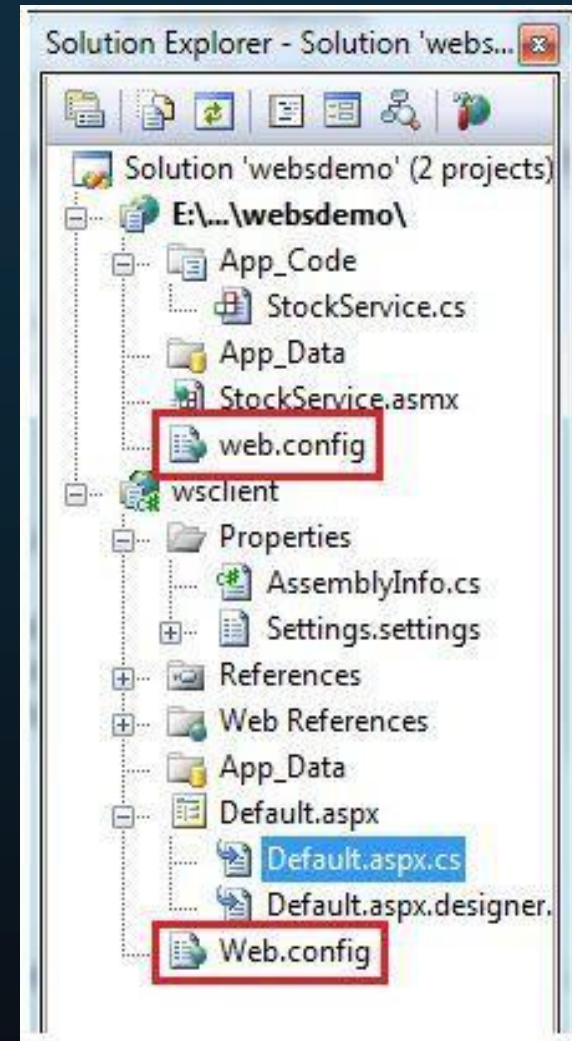 Solution Explorer - Solution 'webs...
Solution 'websdemo' (2 projects)
E:\...\websdemo\
App_Code
StockService.cs
App_Data
StockService.asmx
web.config
wsclient
Properties
AssemblyInfo.cs
Settings.settings
References
Web References
App_Data
Default.aspx
Default.aspx.cs
Default.aspx.designer.
Web.config